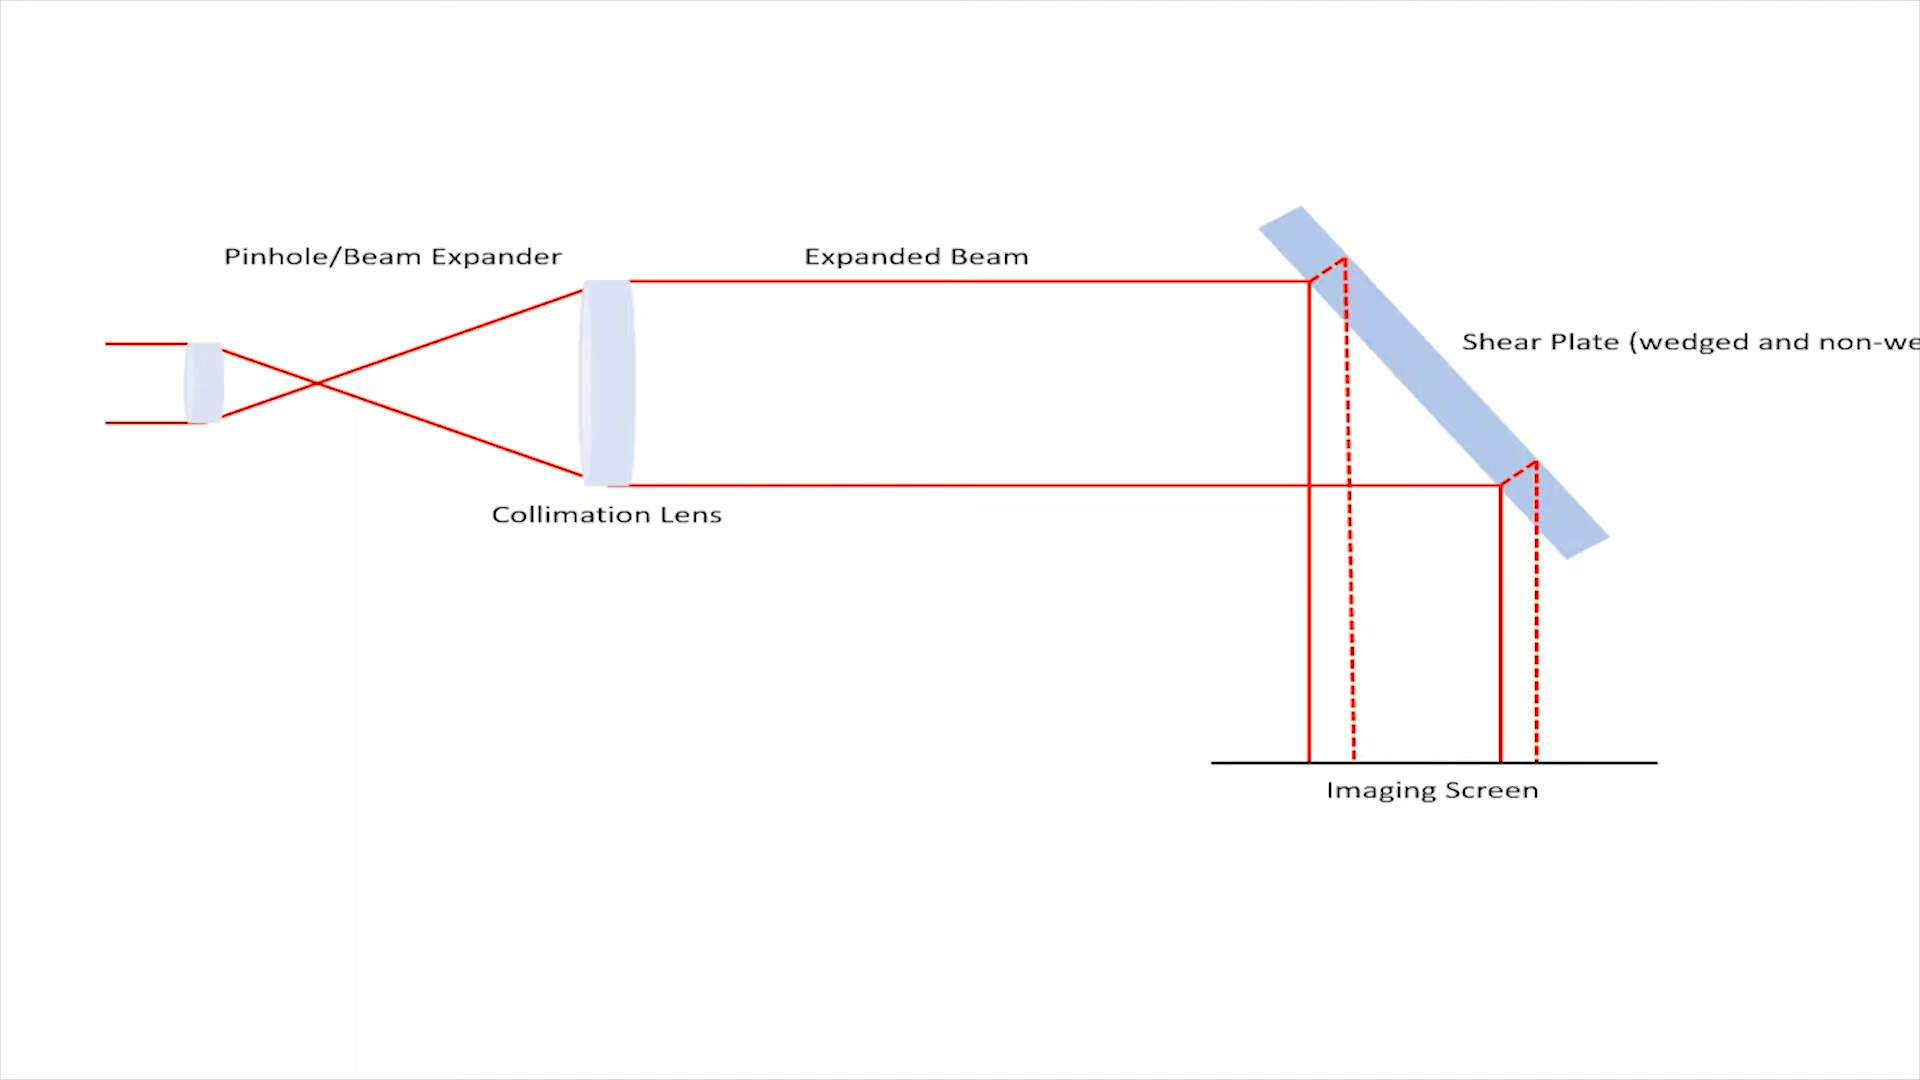 Pinhole/Beam Expander
Expanded Beam
Shear Plate (wedged and non-we
Collimation Lens
Imaging Screen